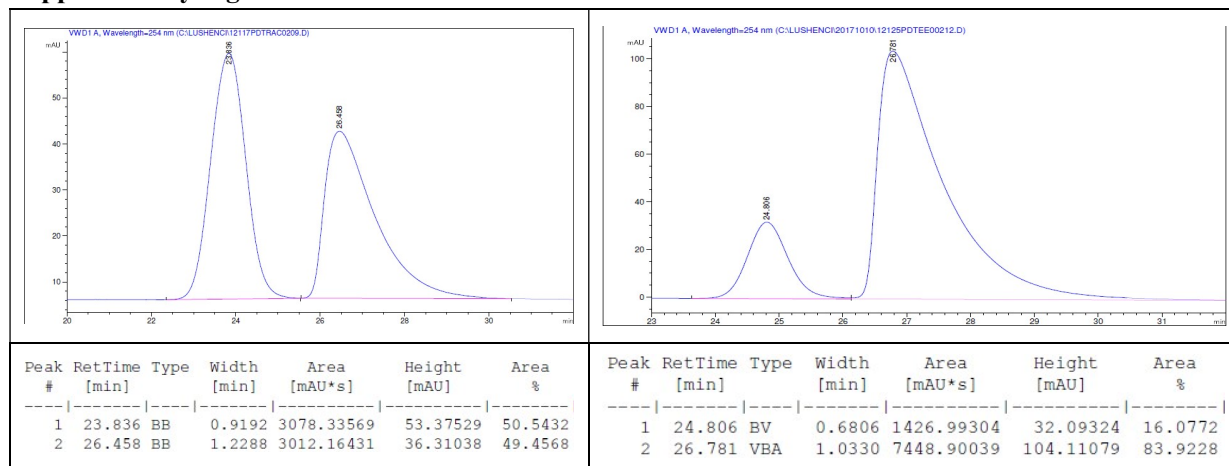 VWD1 A, Wavelength=254 nm (C:\LUSHENCI\12117PDTRAC0209.D)
mAU
23.836
26.458
50
40
30
20
10
20 22 24 26 28 30 min
VWD1 A, Wavelength=254 nm (C:\LUSHENCI\20171010\12125PDTEE00212.D)
mAU
26.781
24.806
100
80
60
40
20
0
23 24 25 26 27 28 29 30 31 min
Peak RetTime Type Width Area Height Area
# [min] [min] [mAU*s] [mAU] %
----|-------|----|-------|----------|----------|--------|
1 23.836 BB 0.9192 3078.33569 53.37529 50.5432
2 26.458 BB 1.2288 3012.16431 36.31038 49.4568
Peak RetTime Type Width Area Height Area
# [min] [min] [mAU*s] [mAU] %
----|-------|----|-------|----------|----------|--------|
1 24.806 BV 0.6806 1426.99304 32.09324 16.0772
2 26.781 VBA 1.0330 7448.90039 104.11079 83.9228